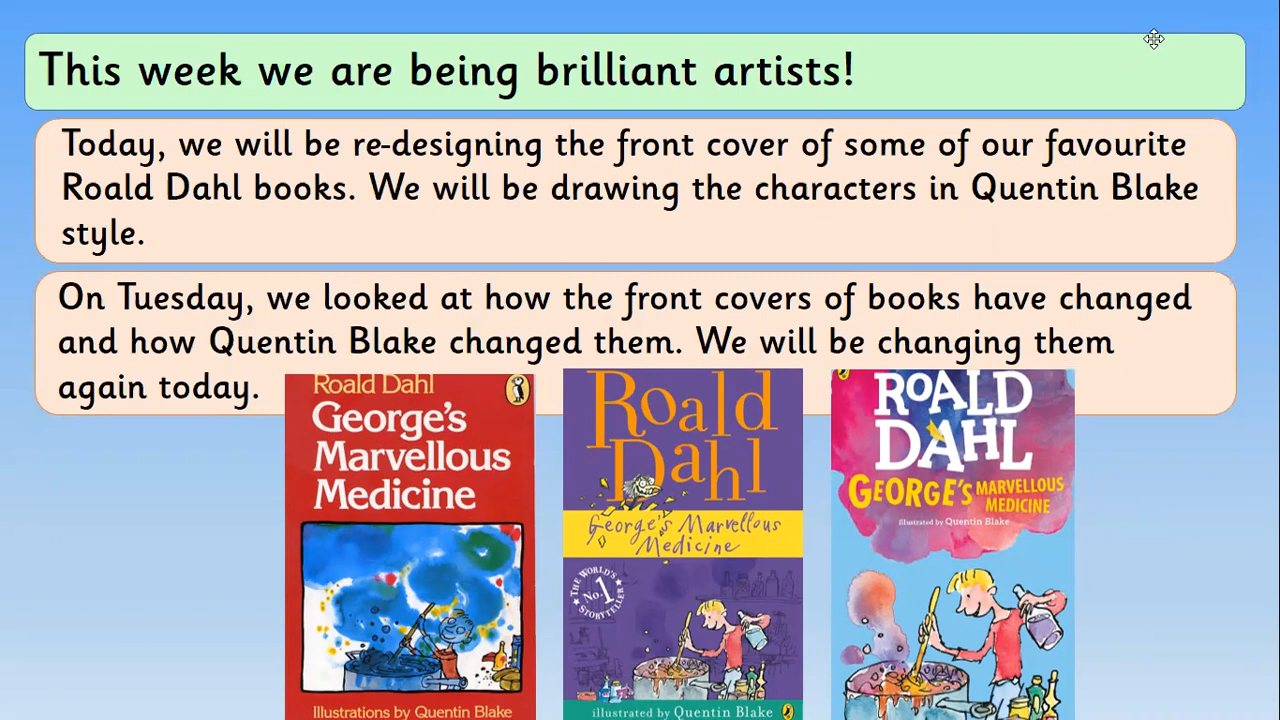 This week we are being brilliant artists!
Today, we will be re-designing the front cover of some of our favourite
Roald Dahl books. We will be drawing the characters in Quentin Blake
style.
On Tuesday, we looked at how the front covers of books have changed
and how Quentin Blake changed them. We will be changing them
again today.
Roald Dahl
George's
Marvellous
Medicine
Illustrations by Quentin Blake
Roald
Dahl
George's Marvellous
Medicine
THE WORLD'S
No.1
STORYTELLER
illustrated by Quentin Blake
ROALD
DAHL
GEORGE'S MARVELLOUS
MEDICINE
Illustrated by Quentin Blake